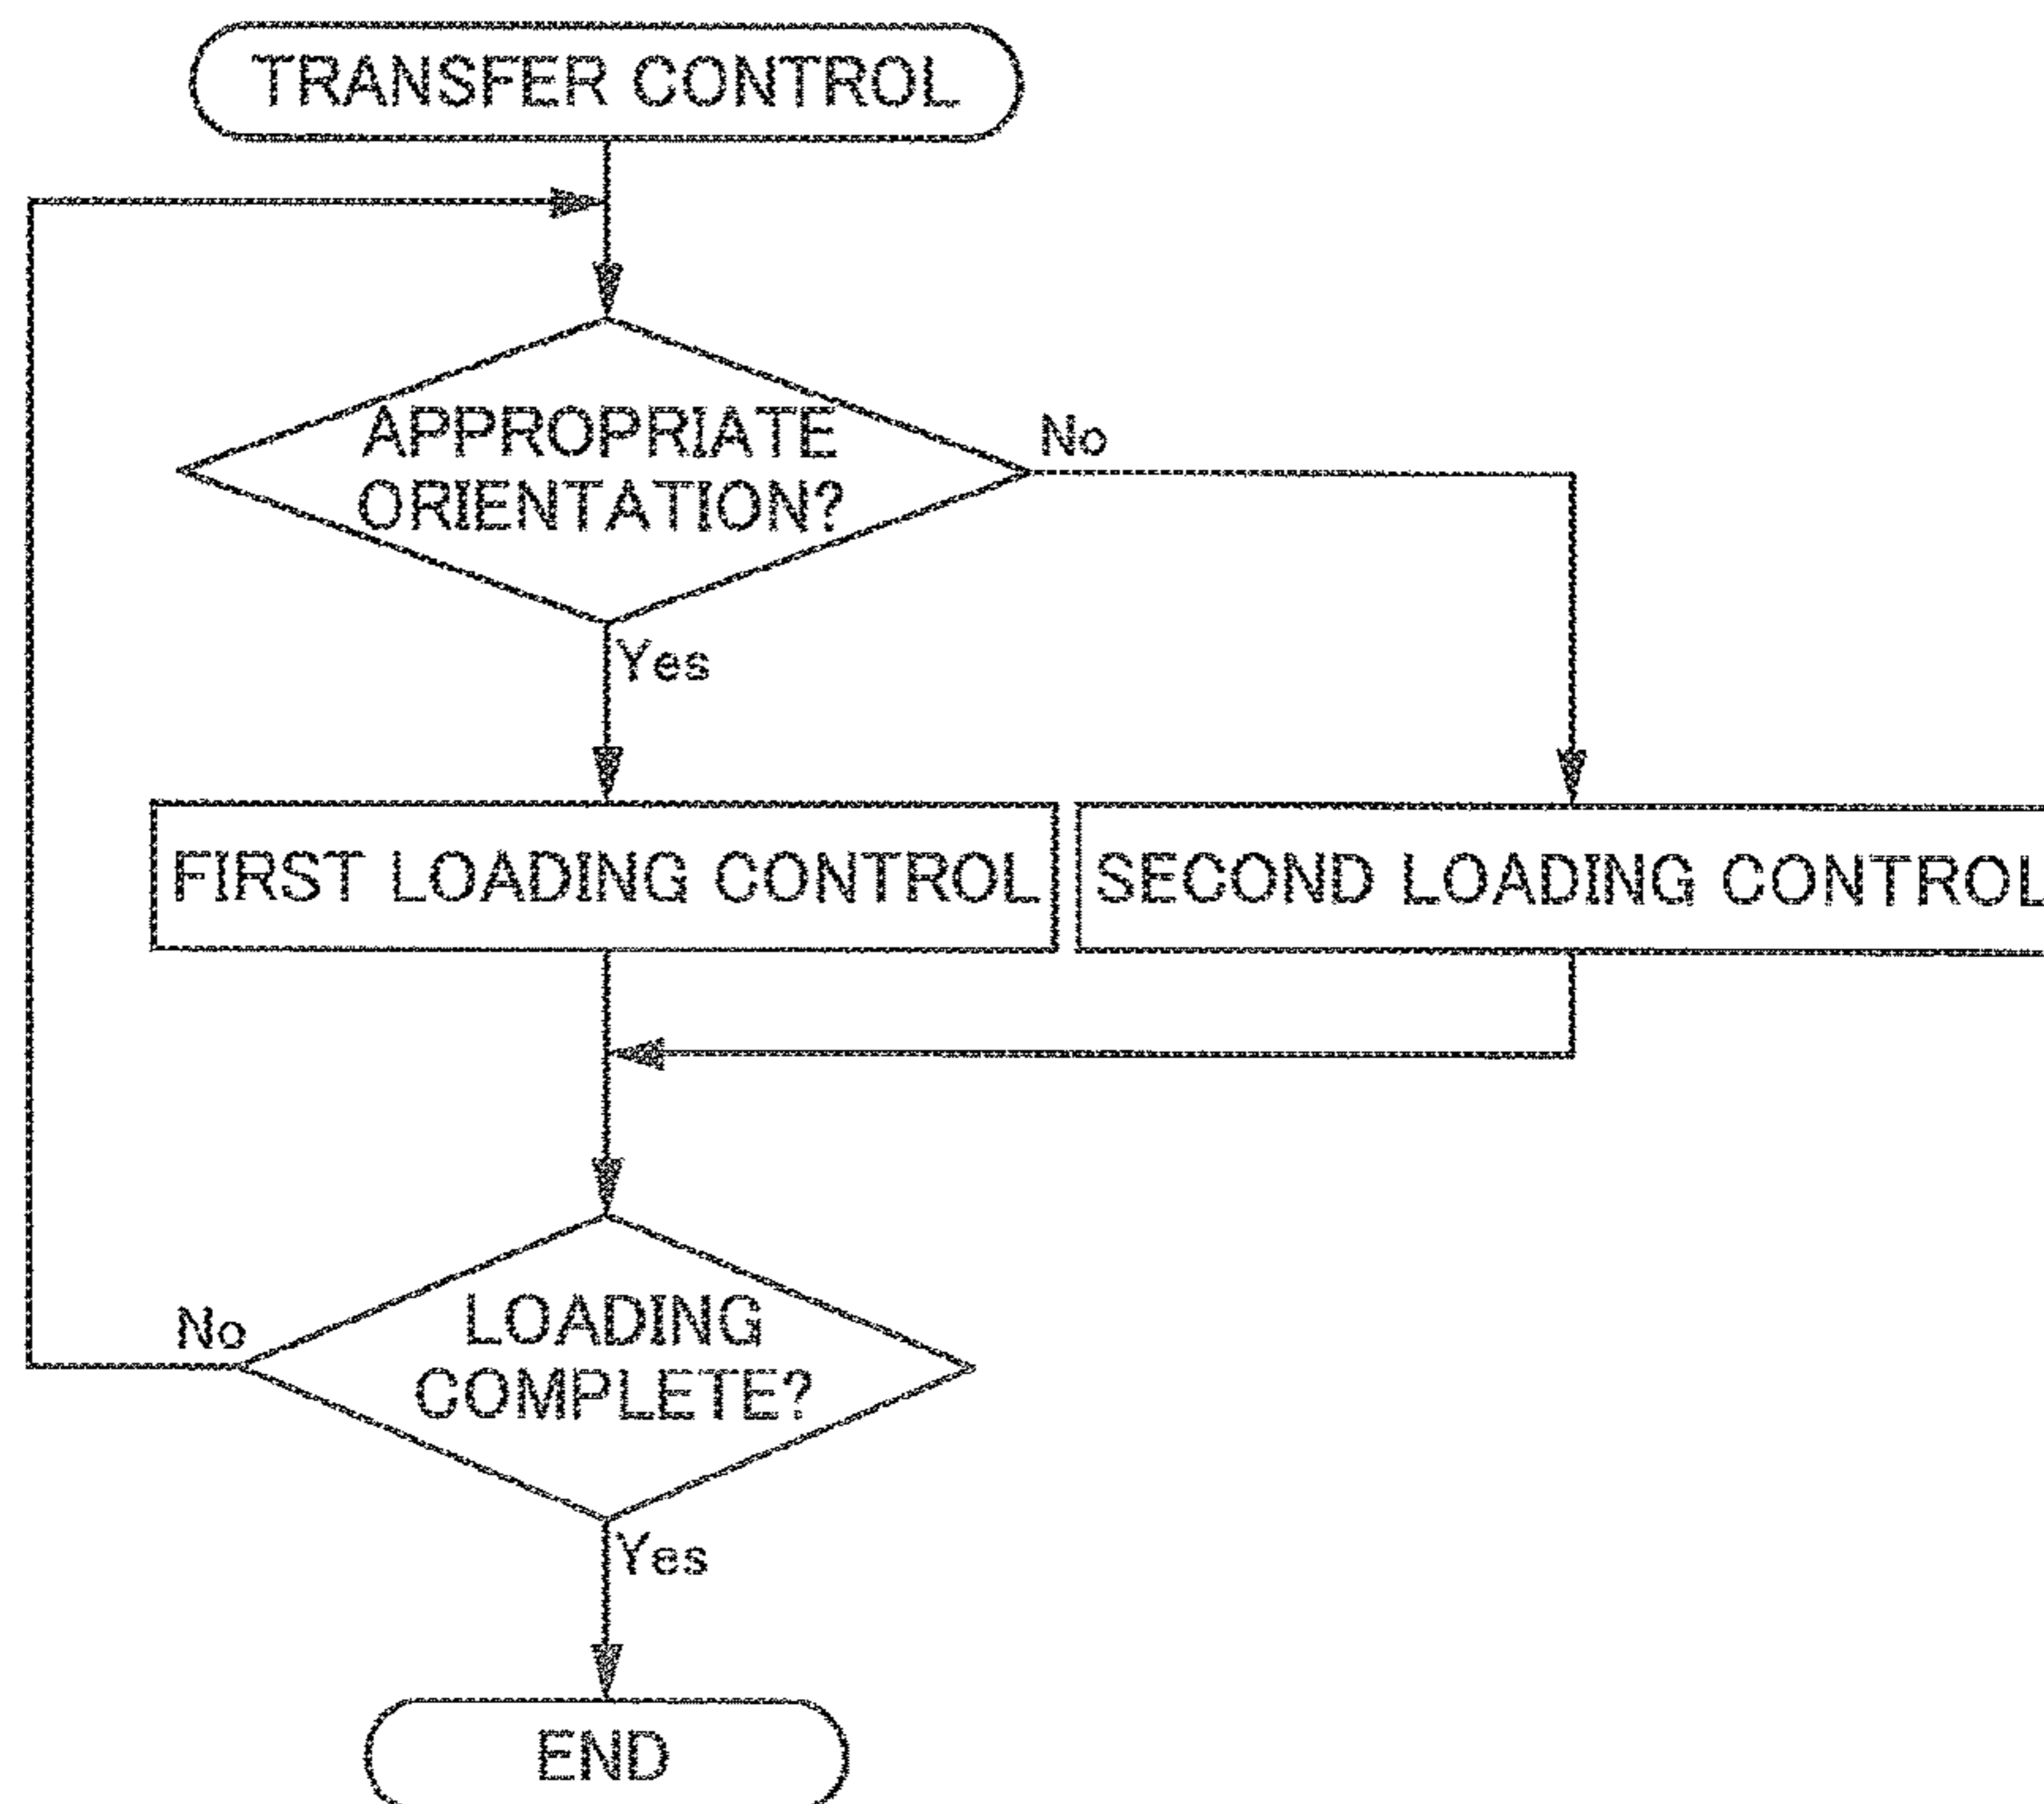 TRANSFER CONTROL
APPROPRIATE
ORIENTATION?
No
Yes
FIRST LOADING CONTROL
SECOND LOADING CONTROL
LOADING
COMPLETE?
No
Yes
END